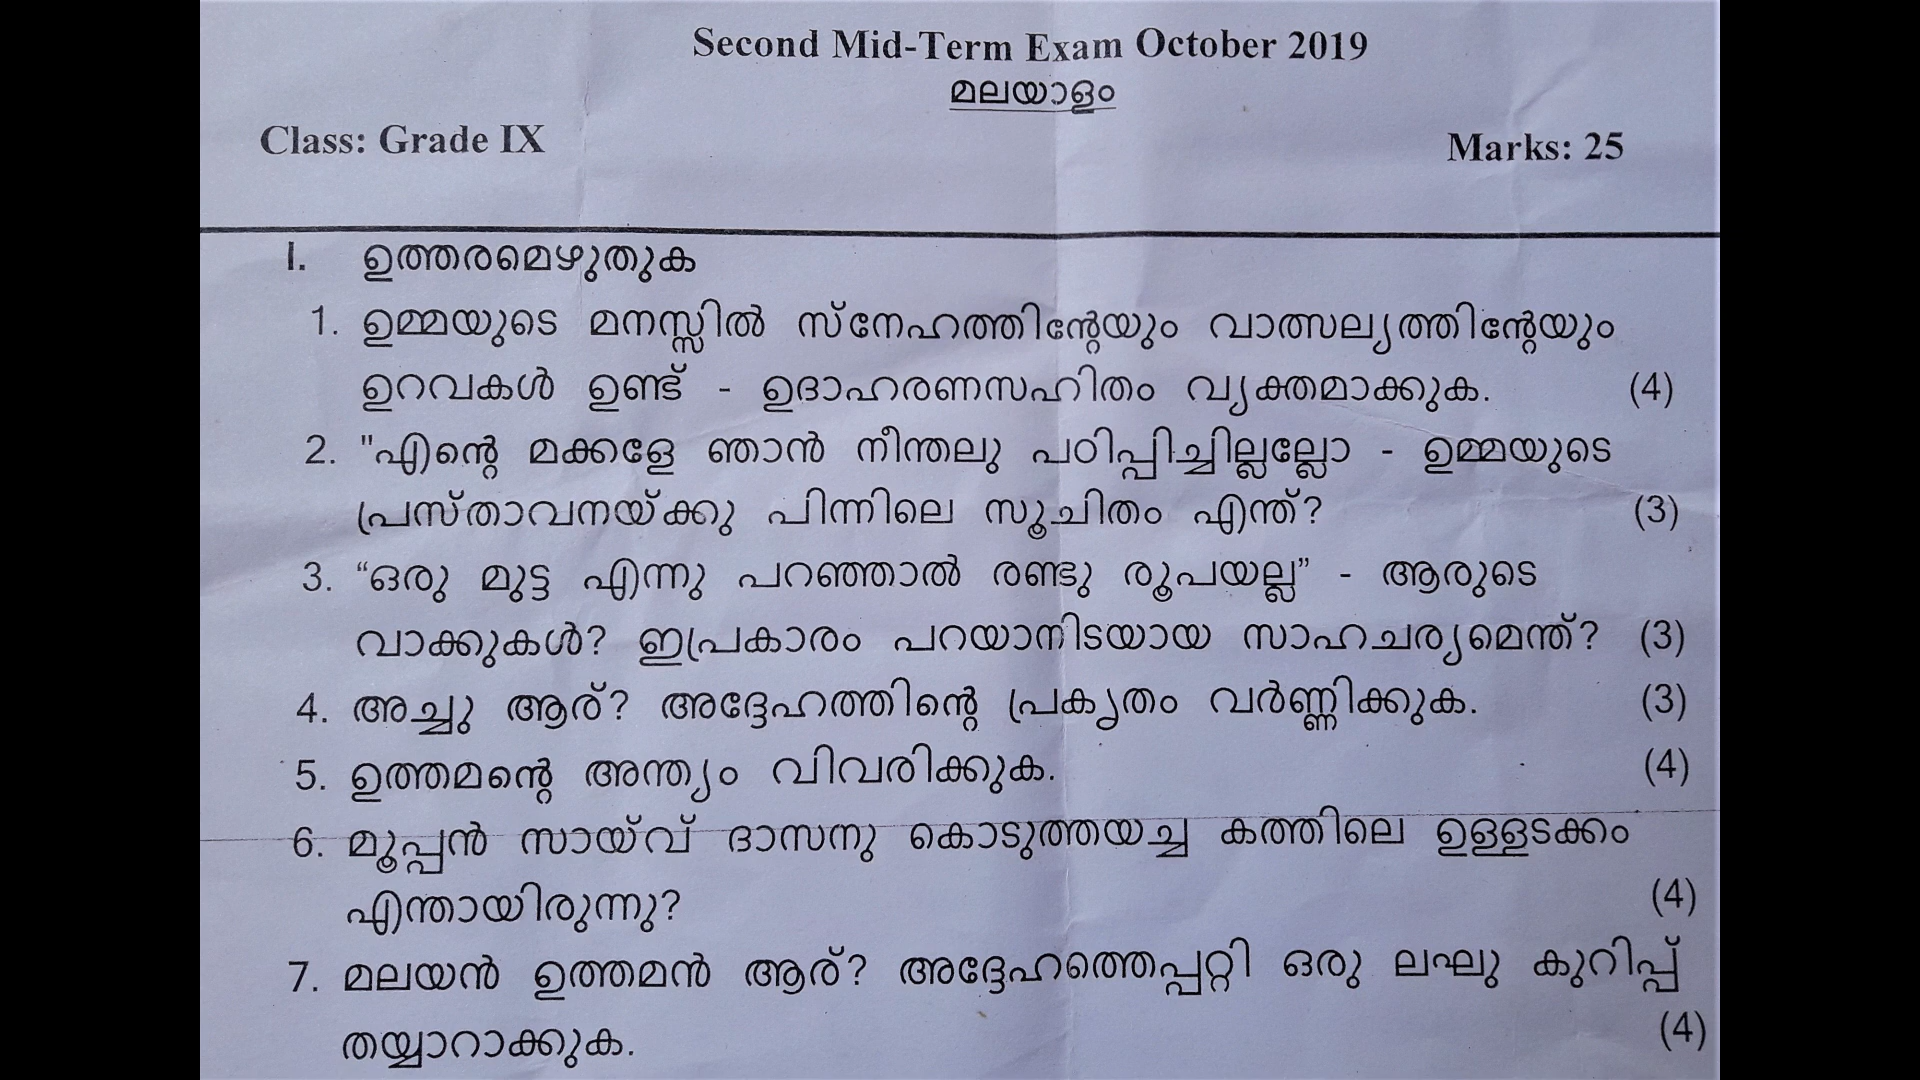 Second Mid-Term Exam October 2019
മലയാളം
Class: Grade IX
Marks: 25
I. ഉത്തരമെഴുതുക
1. ഉമ്മയുടെ മനസ്സിൽ സ്നേഹത്തിന്റേയും വാത്സല്യത്തിന്റേയും
ഉറവകൾ ഉണ്ട് - ഉദാഹരണസഹിതം വ്യക്തമാക്കുക. (4)
2. "എന്റെ മക്കളേ ഞാൻ നീന്തലു പഠിപ്പിച്ചില്ലല്ലോ - ഉമ്മയുടെ
പ്രസ്താവനയ്ക്കു പിന്നിലെ സൂചിതം എന്ത്? (3)
3. “ഒരു മുട്ട എന്നു പറഞ്ഞാൽ രണ്ടു രൂപയല്ല” - ആരുടെ
വാക്കുകൾ? ഇപ്രകാരം പറയാനിടയായ സാഹചര്യമെന്ത്? (3)
4. അച്ചു ആര്? അദ്ദേഹത്തിന്റെ പ്രകൃതം വർണ്ണിക്കുക. (3)
5. ഉത്തമന്റെ അന്ത്യം വിവരിക്കുക. (4)
6. മൂപ്പൻ സായ്വ് ദാസനു കൊടുത്തയച്ച കത്തിലെ ഉള്ളടക്കം
എന്തായിരുന്നു? (4)
7. മലയൻ ഉത്തമൻ ആര്? അദ്ദേഹത്തെപ്പറ്റി ഒരു ലഘു കുറിപ്പ്
തയ്യാറാക്കുക. (4)